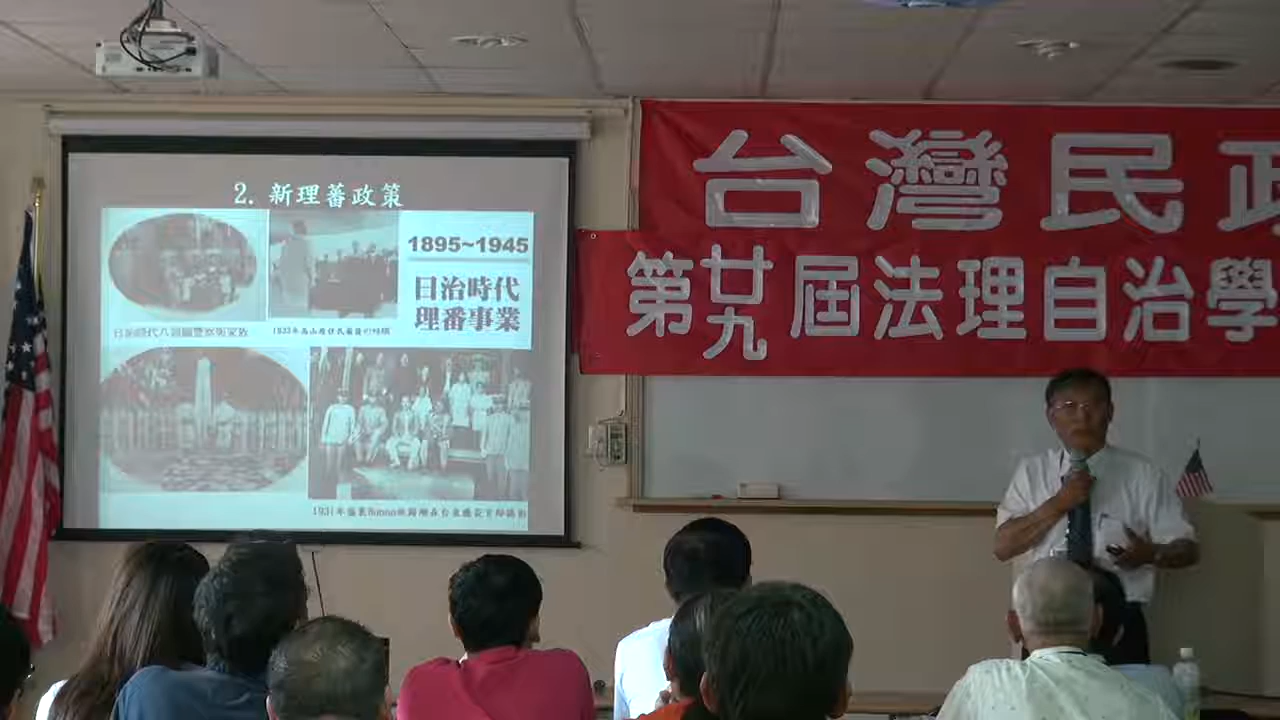 2. 新理蕃政策
1895~1945
日治時代
理番事業
台灣民政
第廿九屆法理自治學